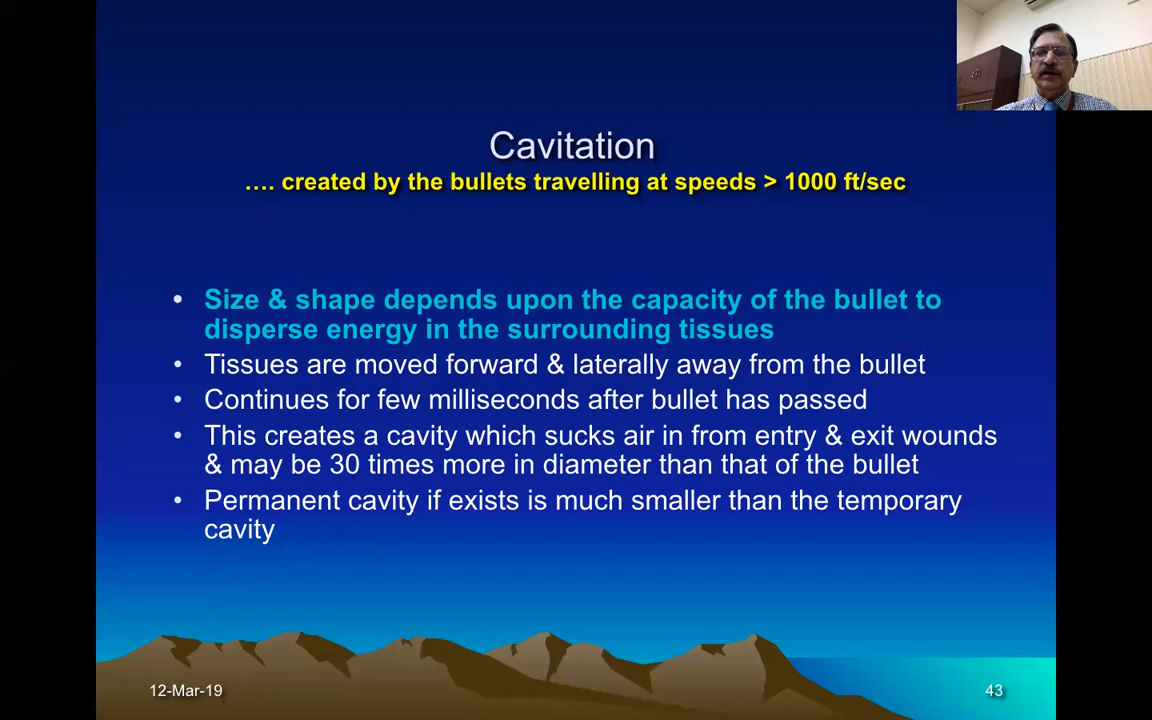 Cavitation
…. created by the bullets travelling at speeds > 1000 ft/sec
• Size & shape depends upon the capacity of the bullet to
disperse energy in the surrounding tissues
• Tissues are moved forward & laterally away from the bullet
• Continues for few milliseconds after bullet has passed
• This creates a cavity which sucks air in from entry & exit wounds
& may be 30 times more in diameter than that of the bullet
• Permanent cavity if exists is much smaller than the temporary
cavity
12-Mar-19
43